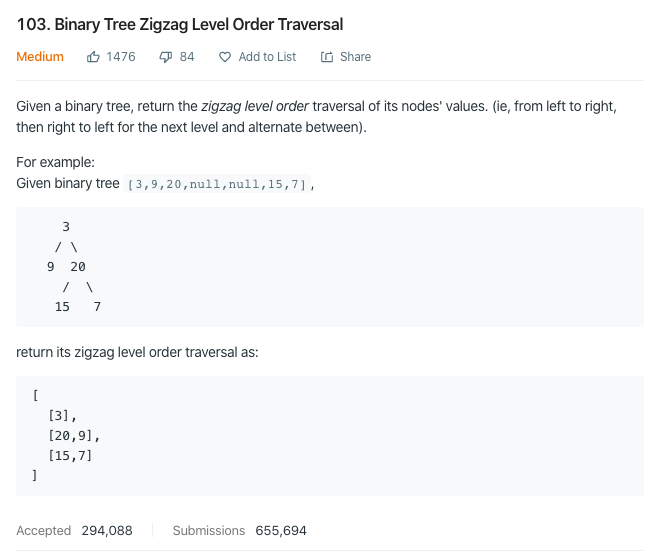 103. Binary Tree Zigzag Level Order Traversal
Medium 1476 84 Add to List Share
Given a binary tree, return the zigzag level order traversal of its nodes' values. (ie, from left to right,
then right to left for the next level and alternate between).
For example:
Given binary tree [3,9,20,null,null,15,7],
    3
   / \
  9  20
    /  \
   15   7
return its zigzag level order traversal as:
[
  [3],
  [20,9],
  [15,7]
]
Accepted 294,088 Submissions 655,694